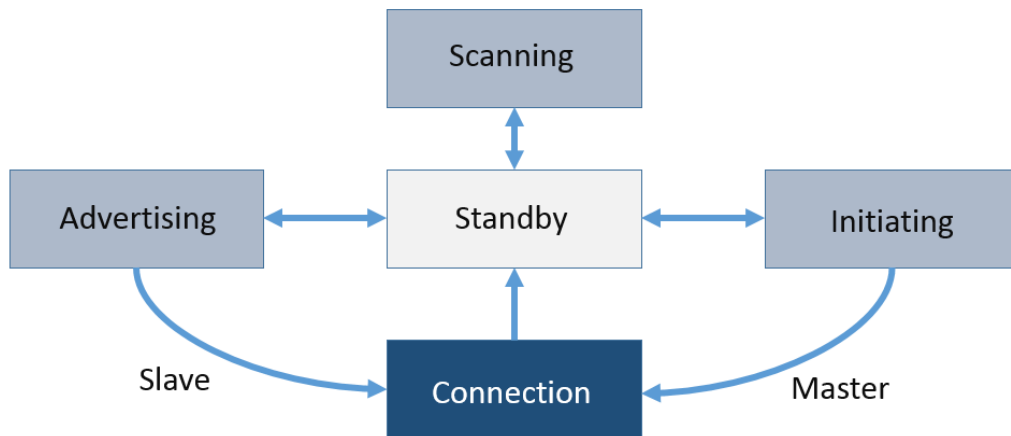 Scanning
Advertising
Standby
Initiating
Slave
Connection
Master